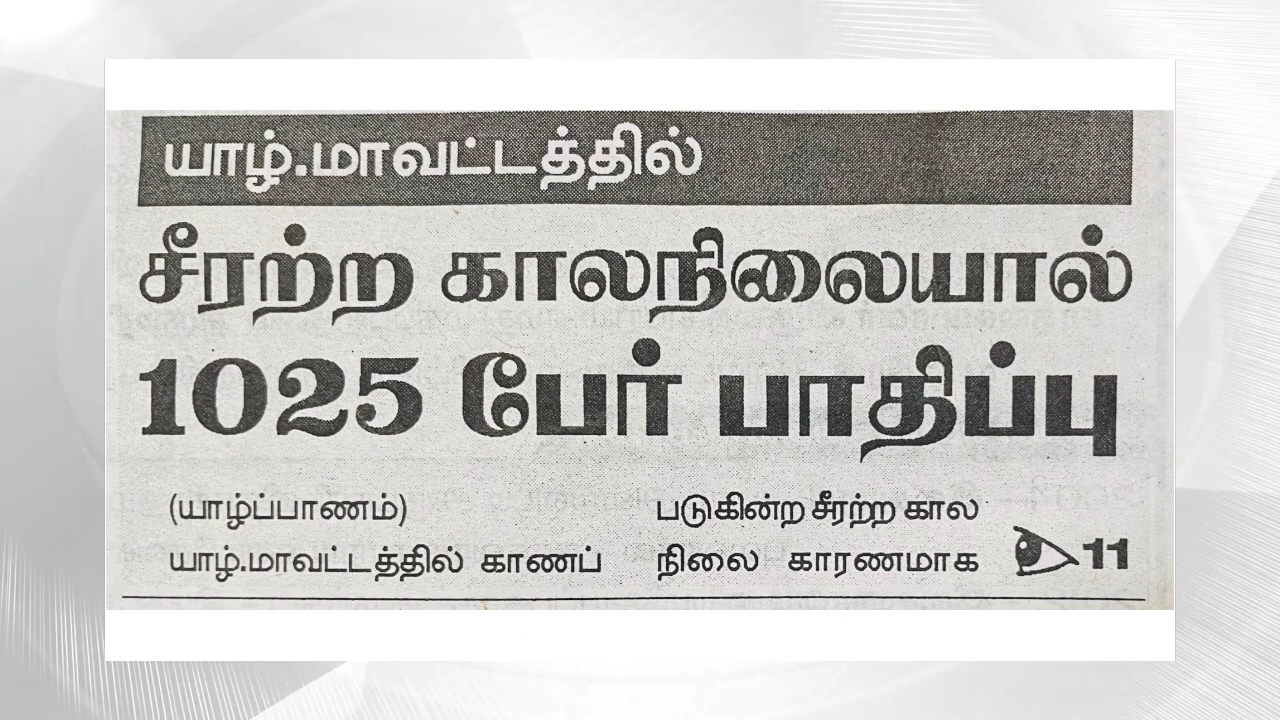 யாழ்.மாவட்டத்தில்
சீரற்ற காலநிலையால்
1025 பேர் பாதிப்பு
(யாழ்ப்பாணம்)
யாழ்.மாவட்டத்தில் காணப்
படுகின்ற சீரற்ற கால
நிலை காரணமாக
11